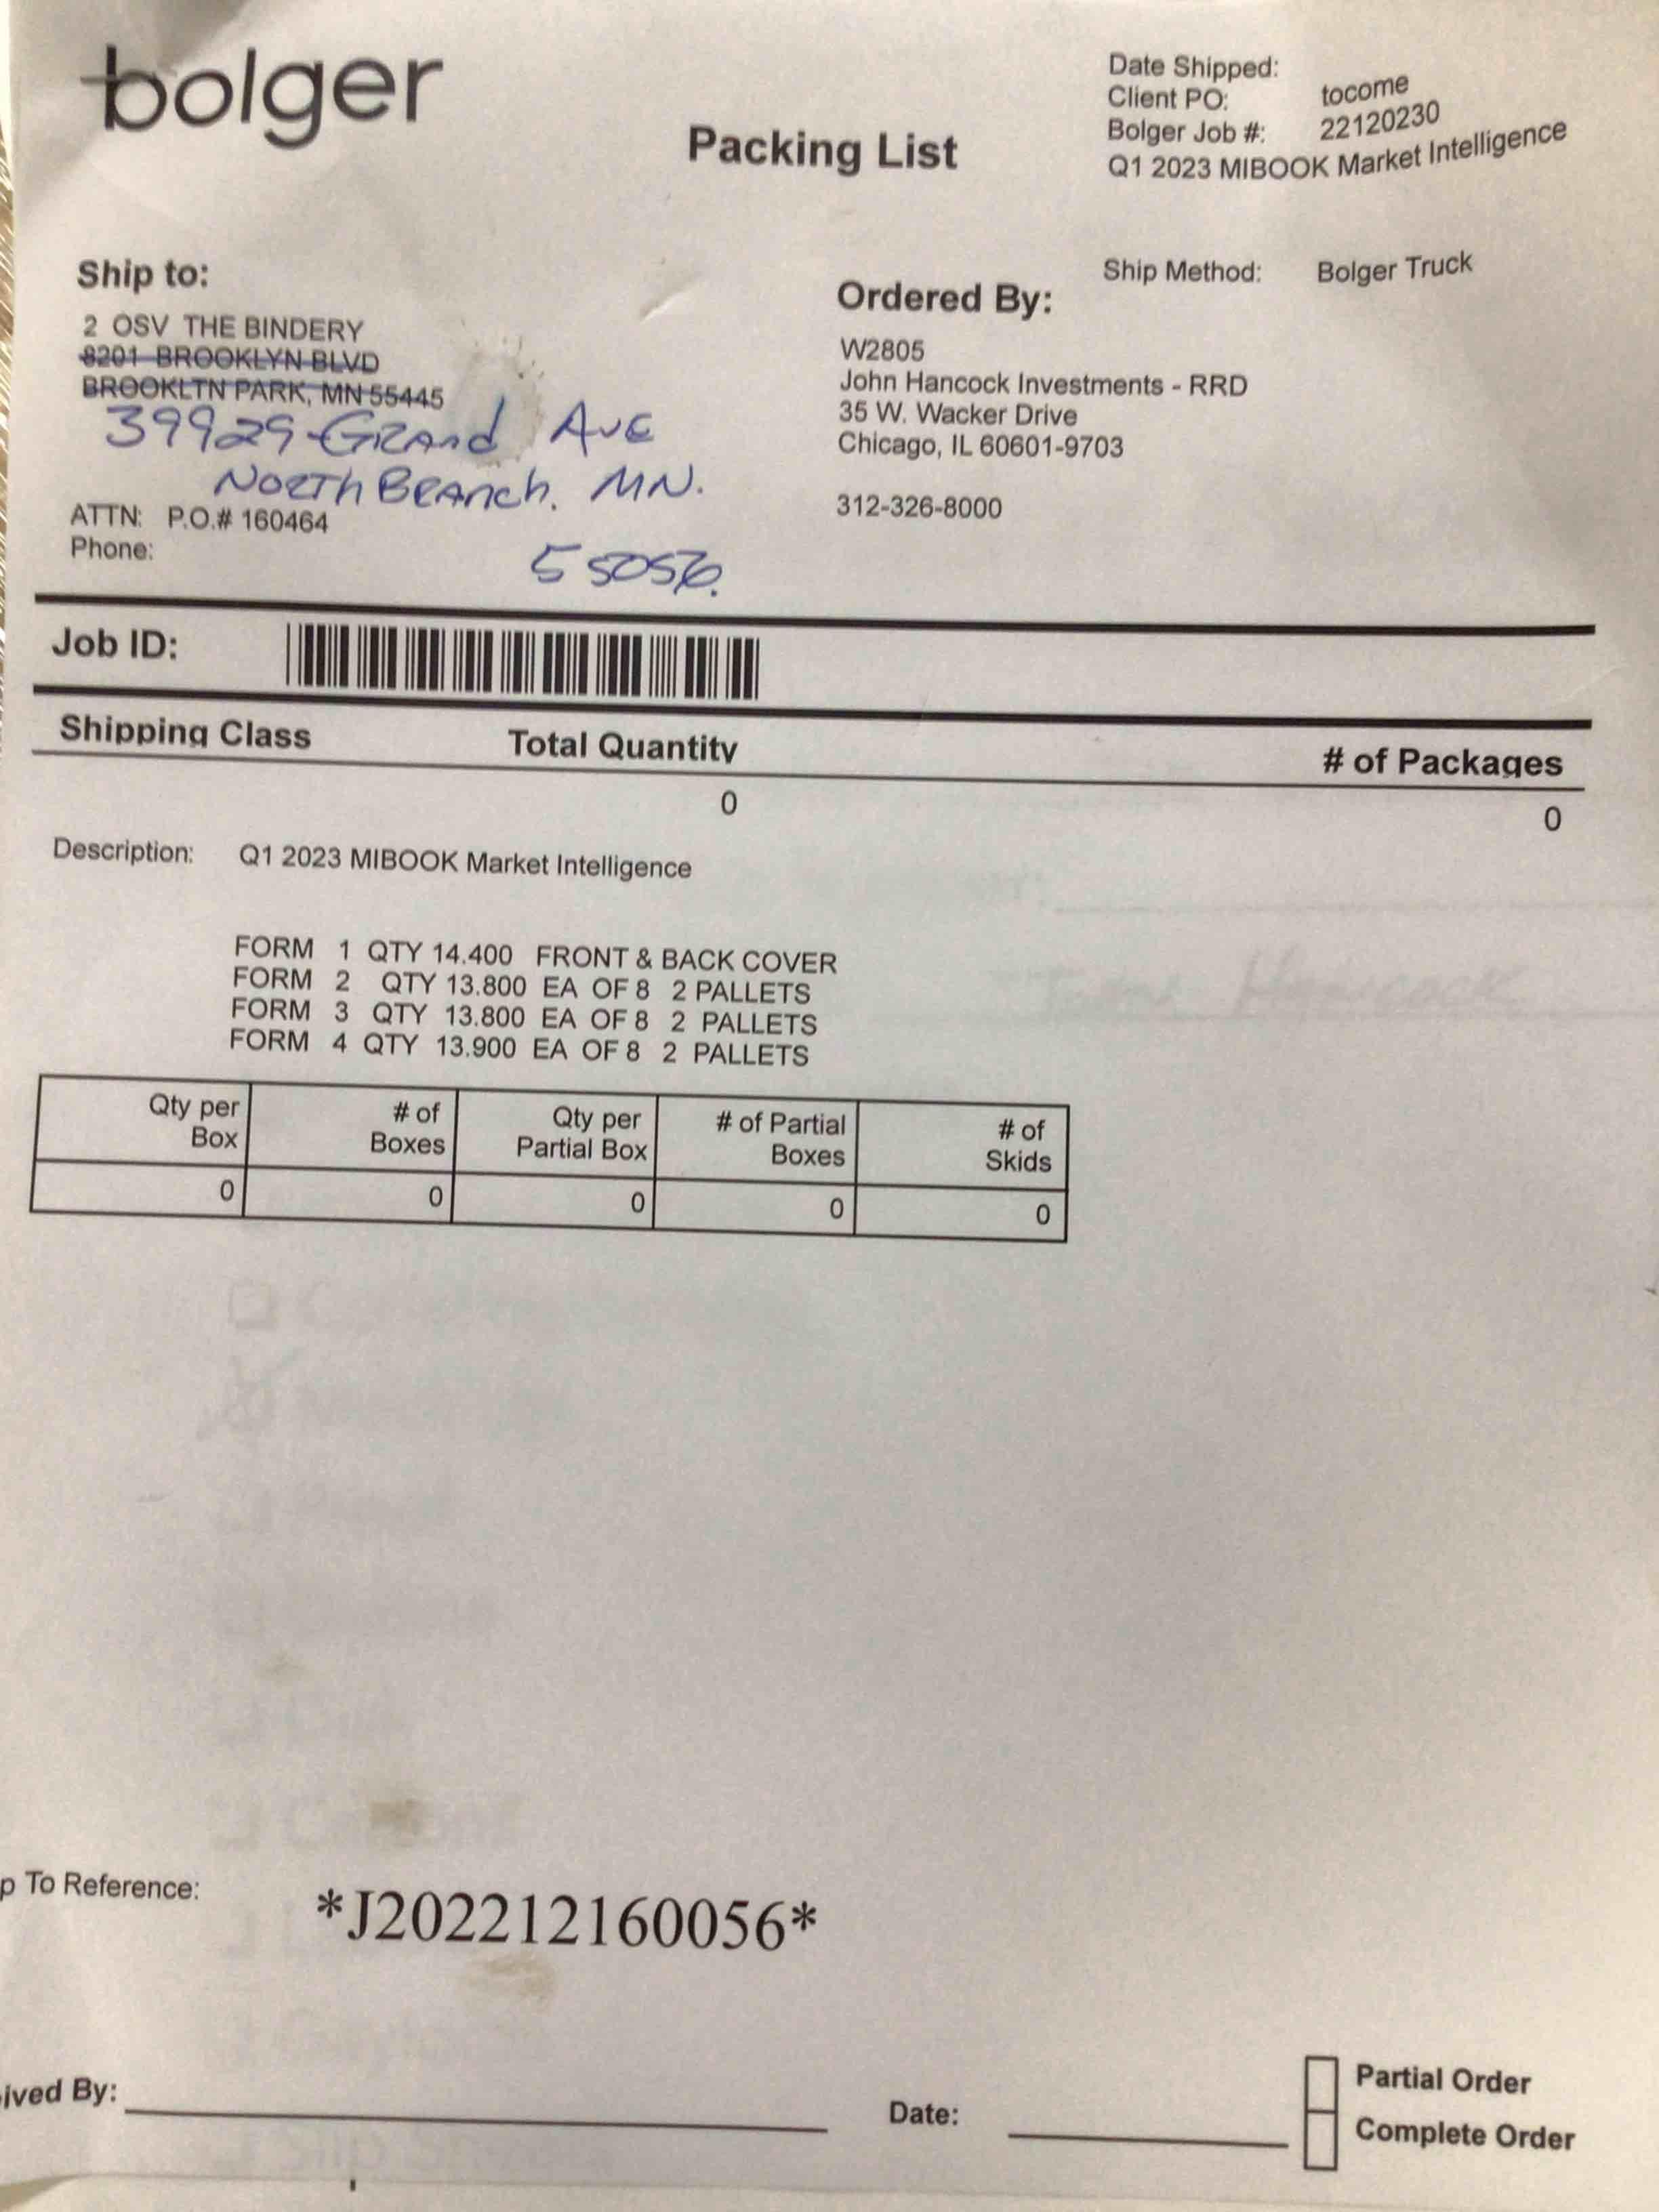 bolger
Packing List
Date Shipped:
Client PO: tocome
Bolger Job #: 22120230
Q1 2023 MIBOOK Market Intelligence
Ship Method: Bolger Truck
Ship to:
2 OSV THE BINDERY
8201 BROOKLYN BLVD
BROOKLTN PARK, MN 55445
39929 Grand Ave
North Branch. MN.
55056.
ATTN: P.O.# 160464
Phone:
Ordered By:
W2805
John Hancock Investments - RRD
35 W. Wacker Drive
Chicago, IL 60601-9703
312-326-8000
Job ID:
Shipping Class Total Quantity # of Packages
0 0
Description: Q1 2023 MIBOOK Market Intelligence
FORM 1 QTY 14.400 FRONT & BACK COVER
FORM 2 QTY 13.800 EA OF 8 2 PALLETS
FORM 3 QTY 13.800 EA OF 8 2 PALLETS
FORM 4 QTY 13.900 EA OF 8 2 PALLETS
Qty per Box # of Boxes Qty per Partial Box # of Partial Boxes # of Skids
0 0 0 0 0
p To Reference: *J202212160056*
ived By: Date:
Partial Order
Complete Order